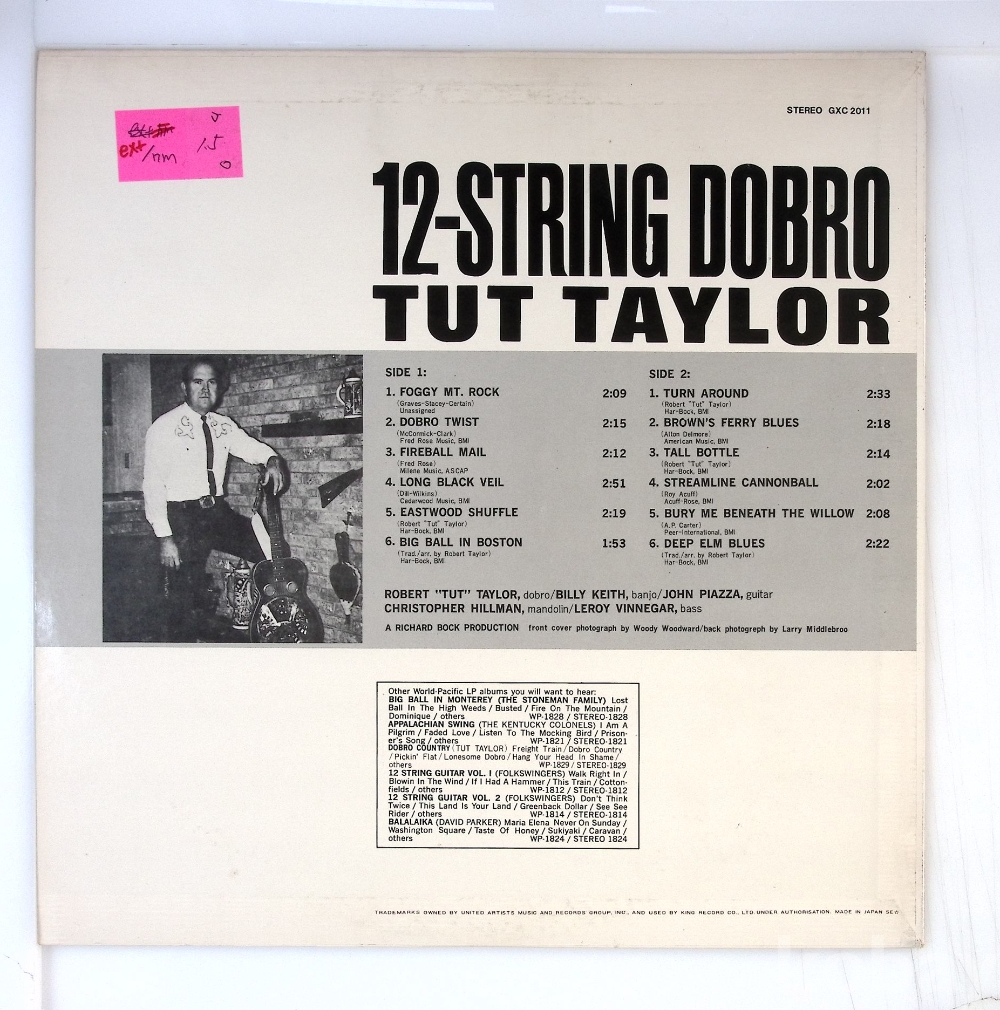 STEREO GXC 2011
ext/nm 1.5
12-STRING DOBRO
TUT TAYLOR
SIDE 1:
1. FOGGY MT. ROCK 2:09
(Graves-Stacey-Certain)
Unassigned
2. DOBRO TWIST 2:15
(McCormick-Clark)
Fred Rose Music, BMI
3. FIREBALL MAIL 2:12
(Fred Rose)
Milene Music, ASCAP
4. LONG BLACK VEIL 2:51
(Dill-Wilkins)
Cedarwood Music, BMI
5. EASTWOOD SHUFFLE 2:19
(Robert "Tut" Taylor)
Har-Bock, BMI
6. BIG BALL IN BOSTON 1:53
(Trad./arr. by Robert Taylor)
Har-Bock, BMI
SIDE 2:
1. TURN AROUND 2:33
(Robert "Tut" Taylor)
Har-Bock, BMI
2. BROWN'S FERRY BLUES 2:18
(Alton Delmore)
American Music, BMI
3. TALL BOTTLE 2:14
(Robert "Tut" Taylor)
Har-Bock, BMI
4. STREAMLINE CANNONBALL 2:02
(Roy Acuff)
Acuff-Rose, BMI
5. BURY ME BENEATH THE WILLOW 2:08
(A.P. Carter)
Peer-International, BMI
6. DEEP ELM BLUES 2:22
(Trad./arr. by Robert Taylor)
Har-Bock, BMI
ROBERT "TUT" TAYLOR, dobro/BILLY KEITH, banjo/JOHN PIAZZA, guitar
CHRISTOPHER HILLMAN, mandolin/LEROY VINNEGAR, bass
A RICHARD BOCK PRODUCTION front cover photograph by Woody Woodward/back photogreph by Larry Middlebroo
Other World-Pacific LP albums you will want to hear:
BIG BALL IN MONTEREY (THE STONEMAN FAMILY) Lost
Ball In The High Weeds / Busted / Fire On The Mountain /
Dominique / others WP-1828 / STEREO-1828
APPALACHIAN SWING (THE KENTUCKY COLONELS) I Am A
Pilgrim / Faded Love / Listen To The Mocking Bird / Prison-
er's Song / others WP-1821 / STEREO-1821
DOBRO COUNTRY (TUT TAYLOR) Freight Train / Dobro Country
/ Pickin' Flat / Lonesome Dobro / Hang Your Head In Shame /
others WP-1829 / STEREO-1829
12 STRING GUITAR VOL. I (FOLKSWINGERS) Walk Right In /
Blowin In The Wind / If I Had A Hammer / This Train / Cotton-
fields / others WP-1812 / STEREO-1812
12 STRING GUITAR VOL. 2 (FOLKSWINGERS) Don't Think
Twice / This Land Is Your Land / Greenback Dollar / See See
Rider / others WP-1814 / STEREO-1814
BALALAIKA (DAVID PARKER) Maria Elena Never On Sunday /
Washington Square / Taste Of Honey / Sukiyaki / Caravan /
others WP-1824 / STEREO 1824
TRADEMARKS OWNED BY UNITED ARTISTS MUSIC AND RECORDS GROUP, INC., AND USED BY KING RECORD CO., LTD. UNDER AUTHORISATION. MADE IN JAPAN